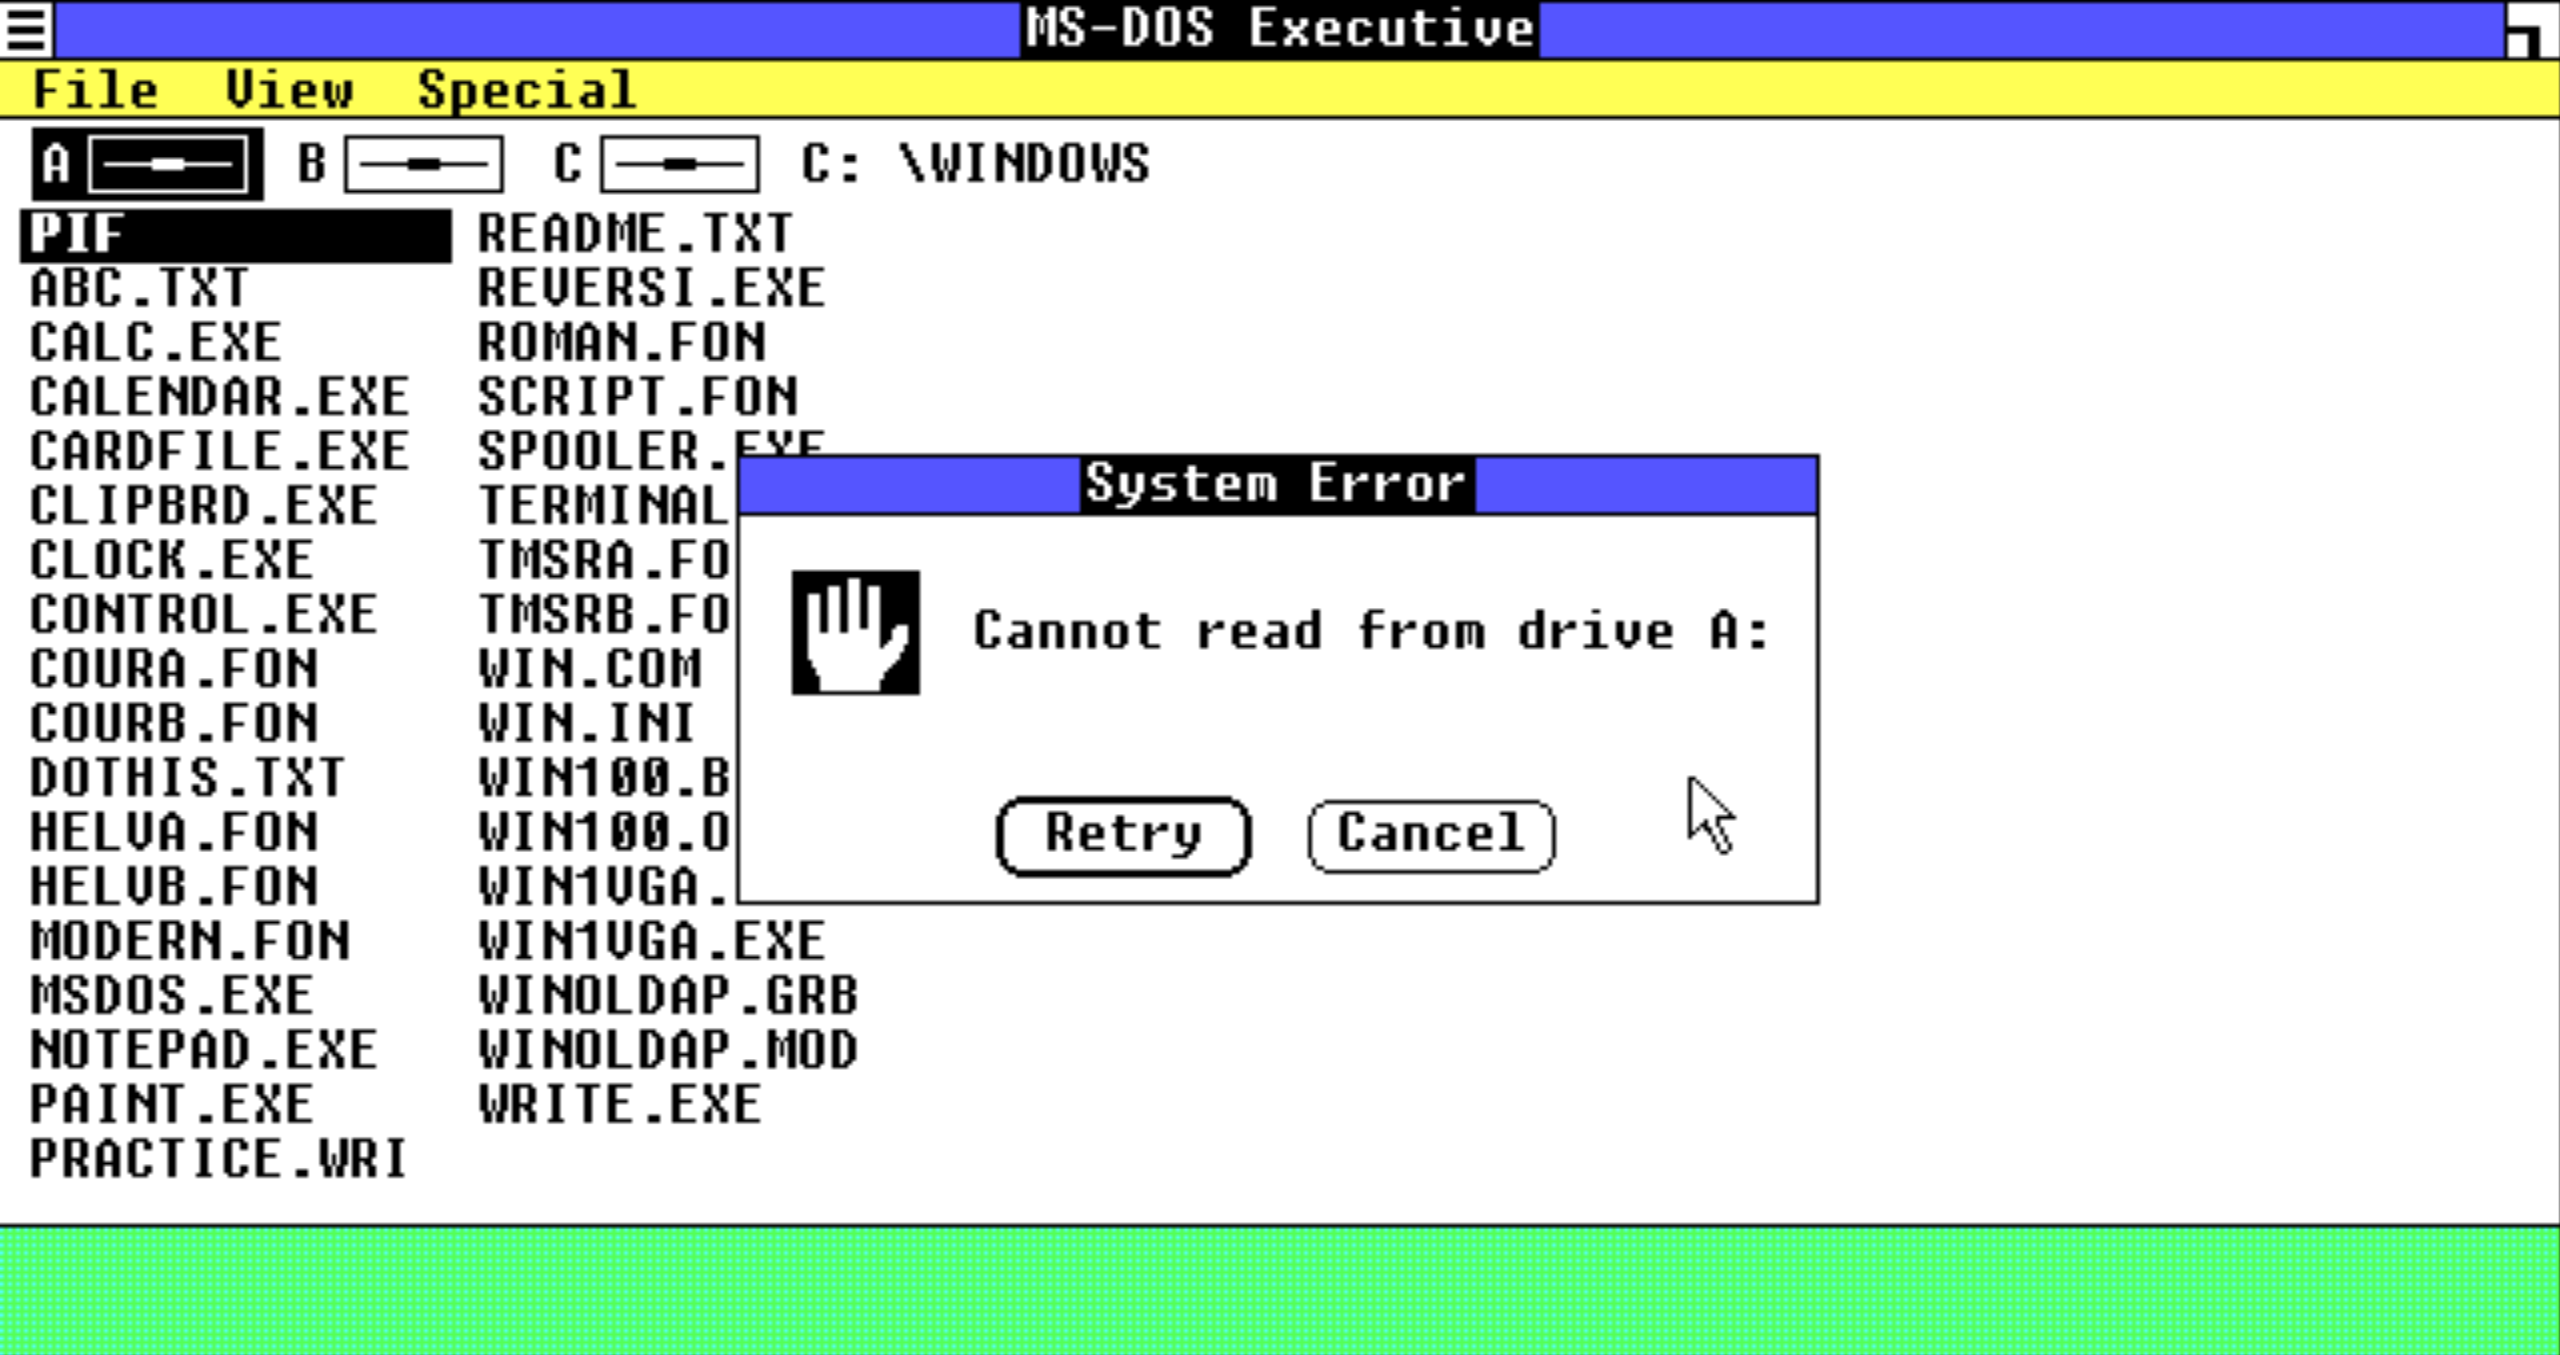 MS-DOS Executive
File View Special
A B C C: \WINDOWS
PIF
ABC.TXT
CALC.EXE
CALENDAR.EXE
CARDFILE.EXE
CLIPBRD.EXE
CLOCK.EXE
CONTROL.EXE
COURA.FON
COURB.FON
DOTHIS.TXT
HELVA.FON
HELVB.FON
MODERN.FON
MSDOS.EXE
NOTEPAD.EXE
PAINT.EXE
PRACTICE.WRI
README.TXT
REVERSI.EXE
ROMAN.FON
SCRIPT.FON
SPOOLER.EXE
TERMINAL
TMSRA.FO
TMSRB.FO
WIN.COM
WIN.INI
WIN100.B
WIN100.O
WIN1VGA.
WIN1VGA.EXE
WINOLDAP.GRB
WINOLDAP.MOD
WRITE.EXE
System Error
Cannot read from drive A:
Retry Cancel